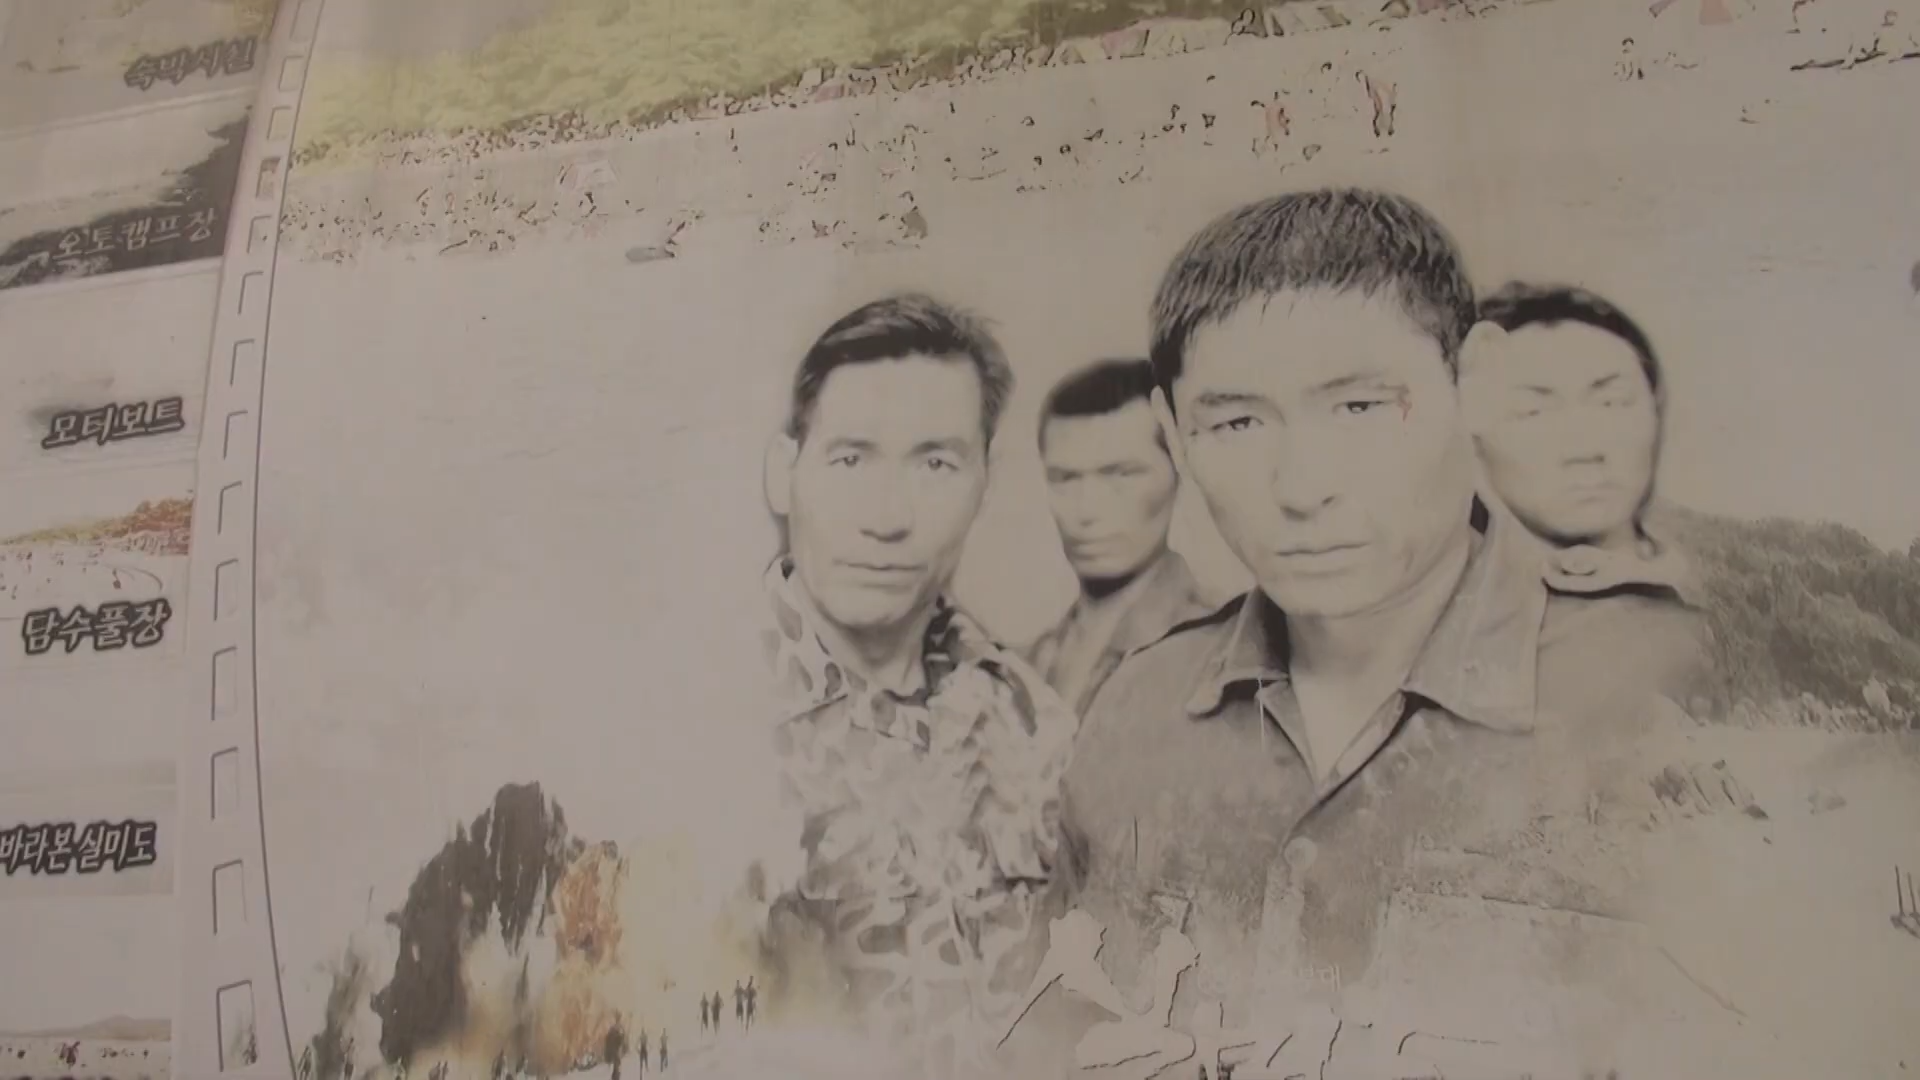 숙박시설
오토캠프장
모터보트
담수풀장
바라본 실미도